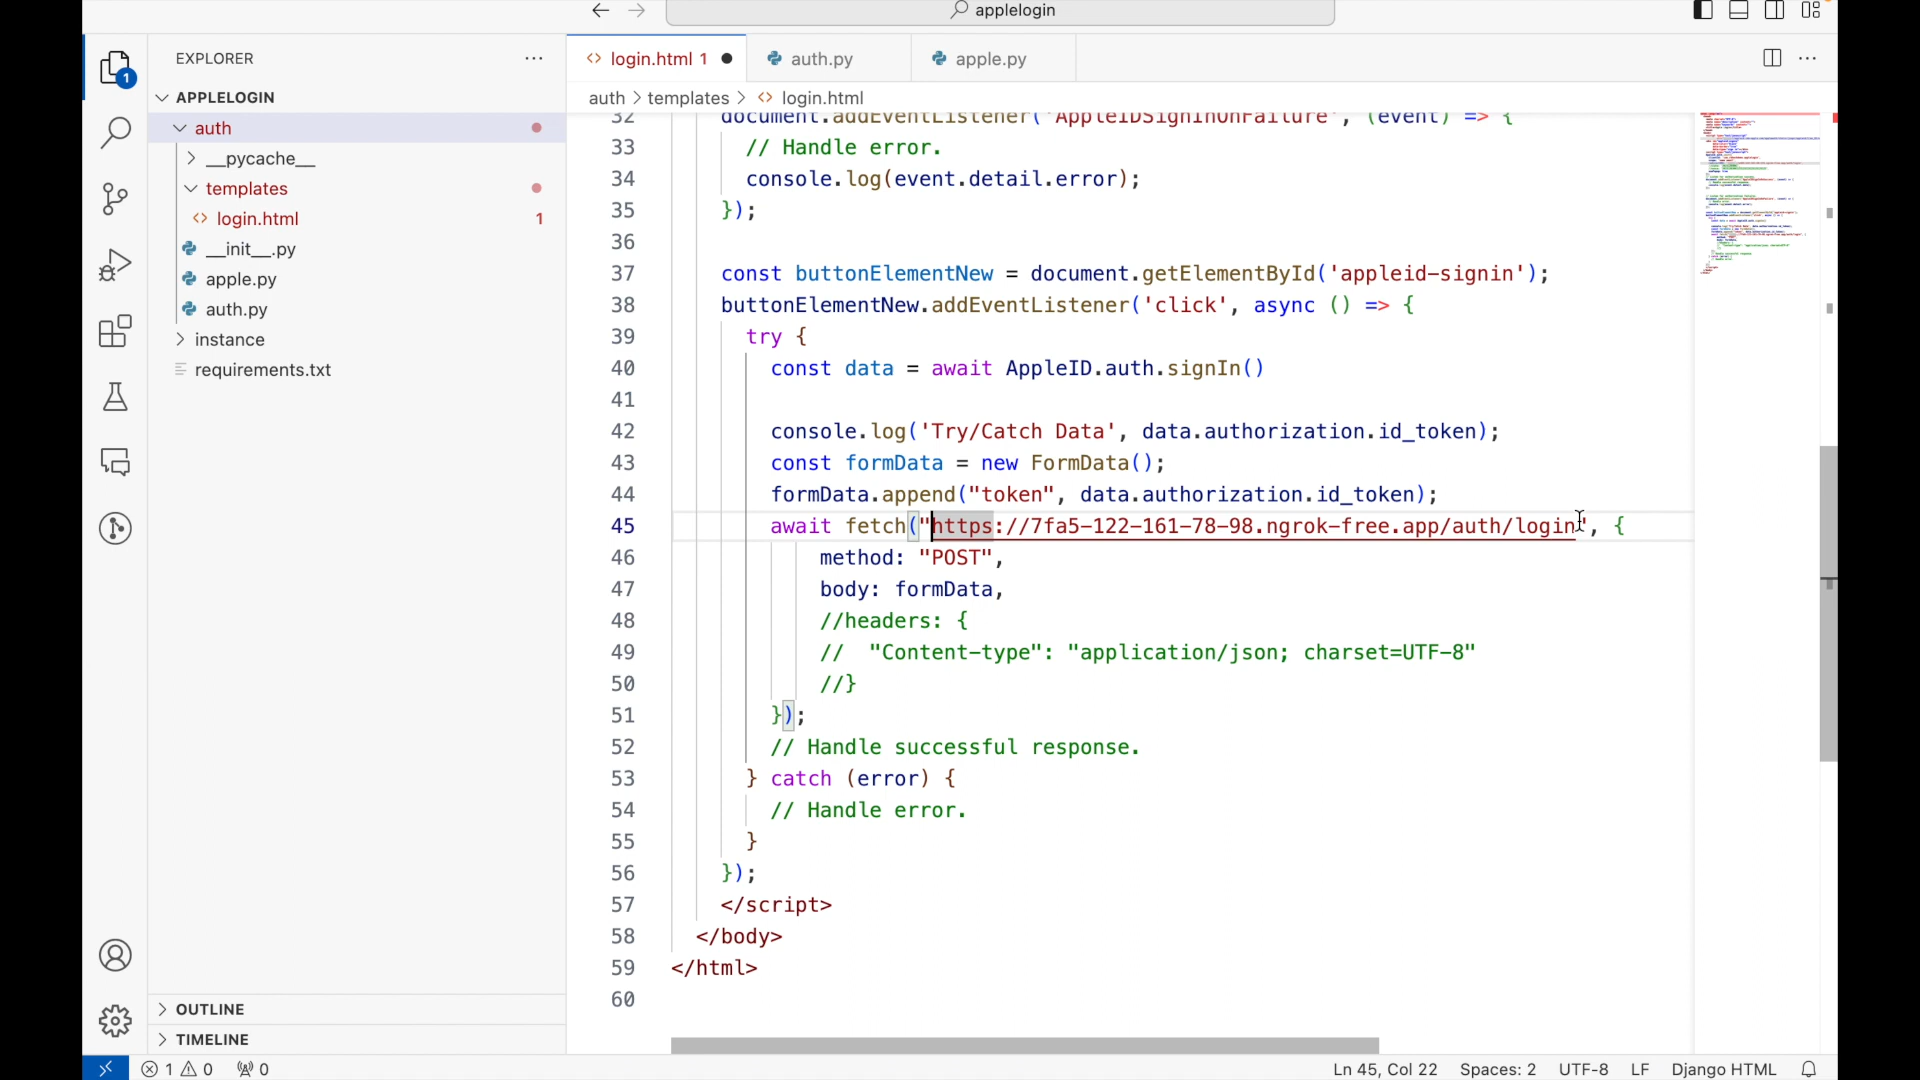 applelogin
EXPLORER
APPLELOGIN
auth
__pycache__
templates
login.html 1
__init__.py
apple.py
auth.py
instance
requirements.txt
OUTLINE
TIMELINE
login.html 1
auth.py
apple.py
auth > templates > login.html
32 document.addEventListener('AppleIDSignInOnFailure', (event) => {
33 // Handle error.
34 console.log(event.detail.error);
35 });
36
37 const buttonElementNew = document.getElementById('appleid-signin');
38 buttonElementNew.addEventListener('click', async () => {
39 try {
40 const data = await AppleID.auth.signIn()
41
42 console.log('Try/Catch Data', data.authorization.id_token);
43 const formData = new FormData();
44 formData.append("token", data.authorization.id_token);
45 await fetch("https://7fa5-122-161-78-98.ngrok-free.app/auth/login", {
46 method: "POST",
47 body: formData,
48 //headers: {
49 // "Content-type": "application/json; charset=UTF-8"
50 //}
51 });
52 // Handle successful response.
53 } catch (error) {
54 // Handle error.
55 }
56 });
57 </script>
58 </body>
59 </html>
60
1
1 0 0
Ln 45, Col 22 Spaces: 2 UTF-8 LF Django HTML